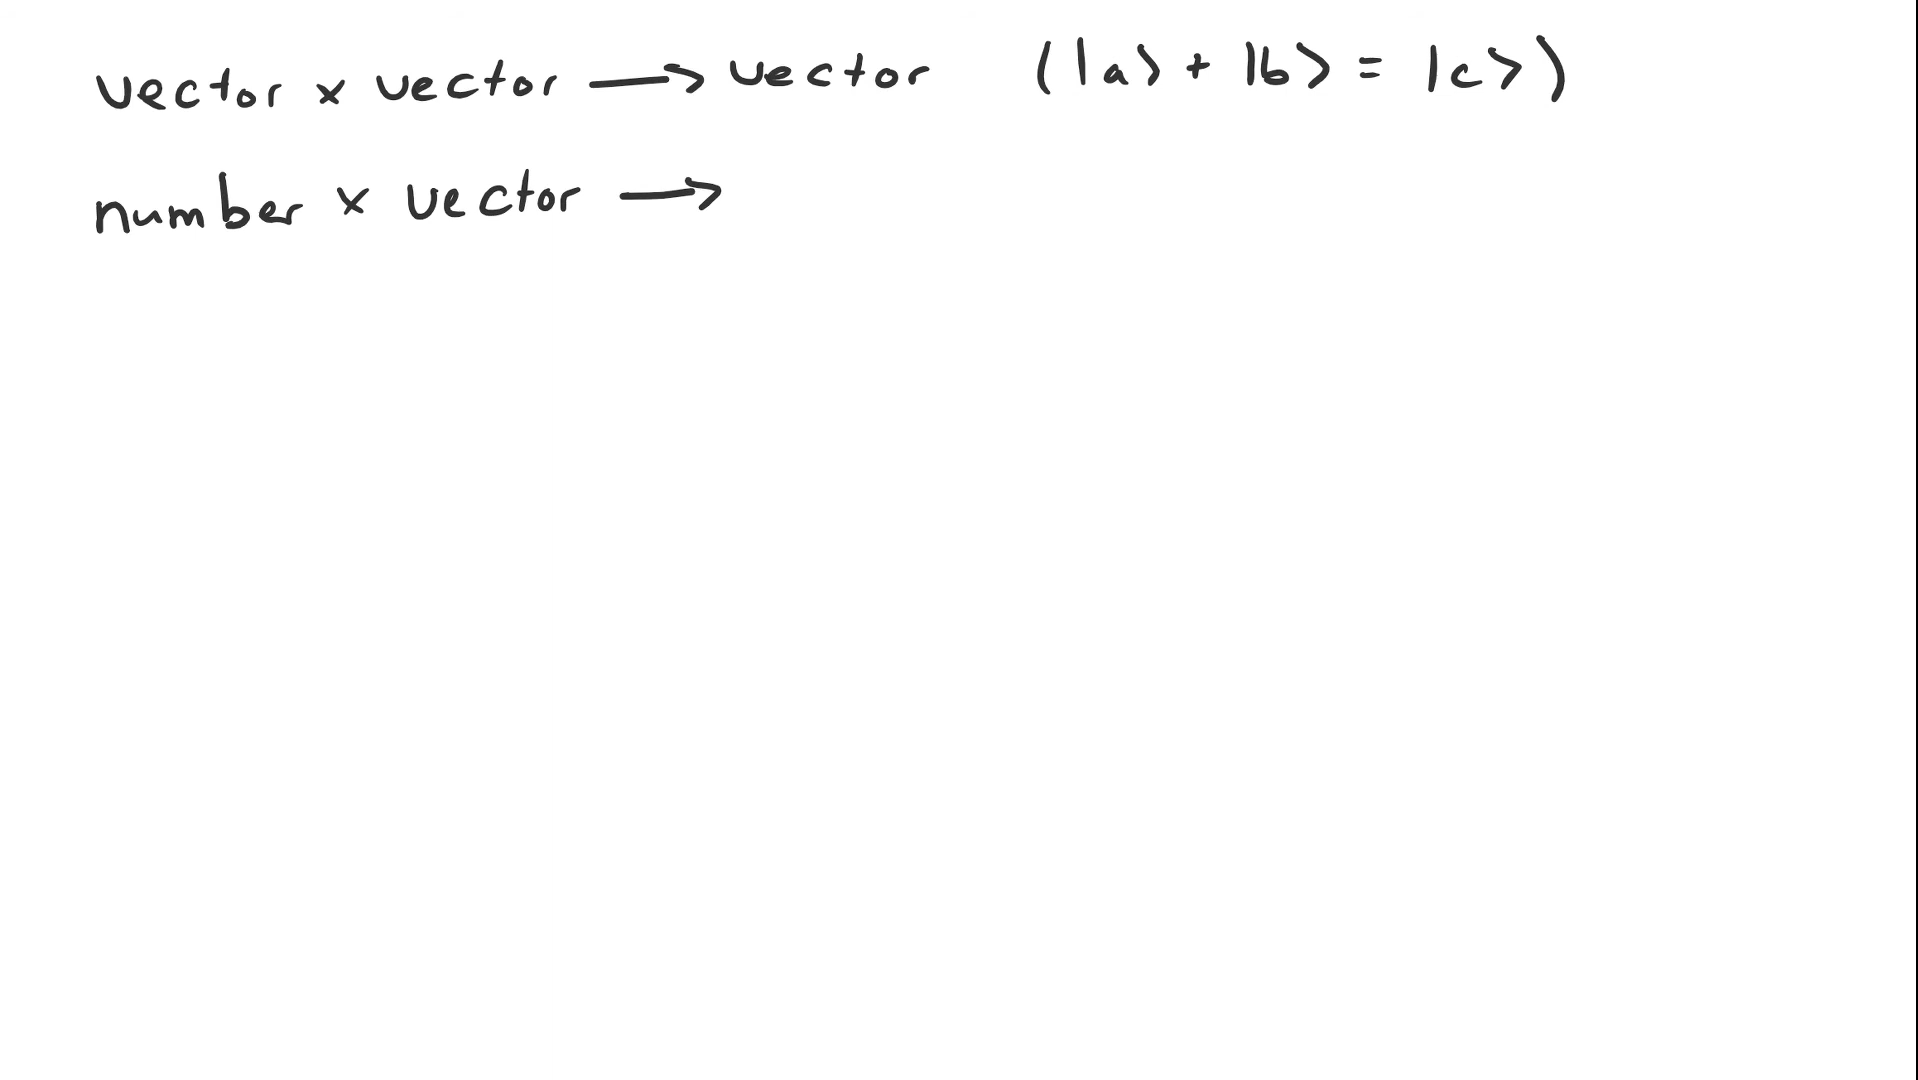 vector × vector ⟶ vector (|a⟩ + |b⟩ = |c⟩)
number × vector ⟶